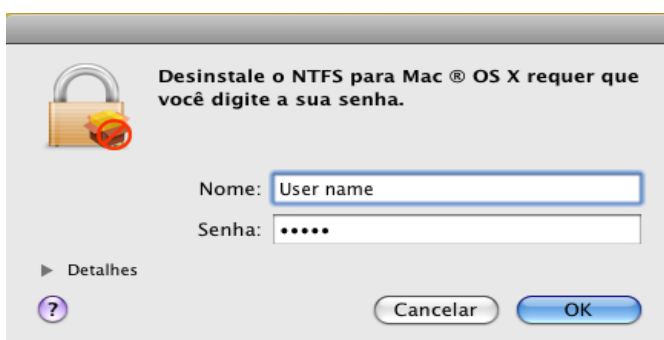 Desinstale o NTFS para Mac ® OS X requer que
você digite a sua senha.
Nome: User name
Senha: •••••
Detalhes
?
Cancelar OK